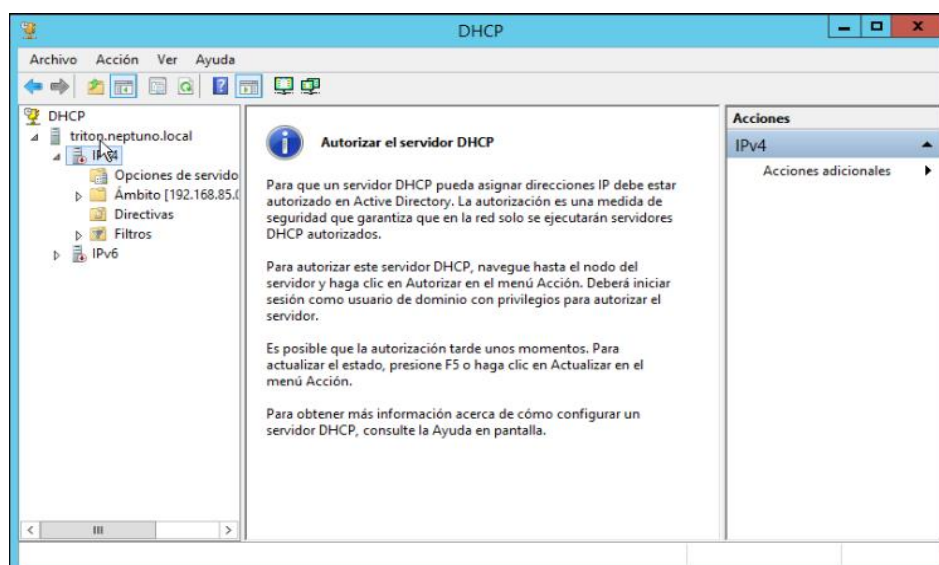 DHCP
Archivo Acción Ver Ayuda
DHCP
triton.neptuno.local
IPv4
Opciones de servido
Ámbito [192.168.85.(
Directivas
Filtros
IPv6
Autorizar el servidor DHCP
Para que un servidor DHCP pueda asignar direcciones IP debe estar
autorizado en Active Directory. La autorización es una medida de
seguridad que garantiza que en la red solo se ejecutarán servidores
DHCP autorizados.
Para autorizar este servidor DHCP, navegue hasta el nodo del
servidor y haga clic en Autorizar en el menú Acción. Deberá iniciar
sesión como usuario de dominio con privilegios para autorizar el
servidor.
Es posible que la autorización tarde unos momentos. Para
actualizar el estado, presione F5 o haga clic en Actualizar en el
menú Acción.
Para obtener más información acerca de cómo configurar un
servidor DHCP, consulte la Ayuda en pantalla.
Acciones
IPv4
Acciones adicionales